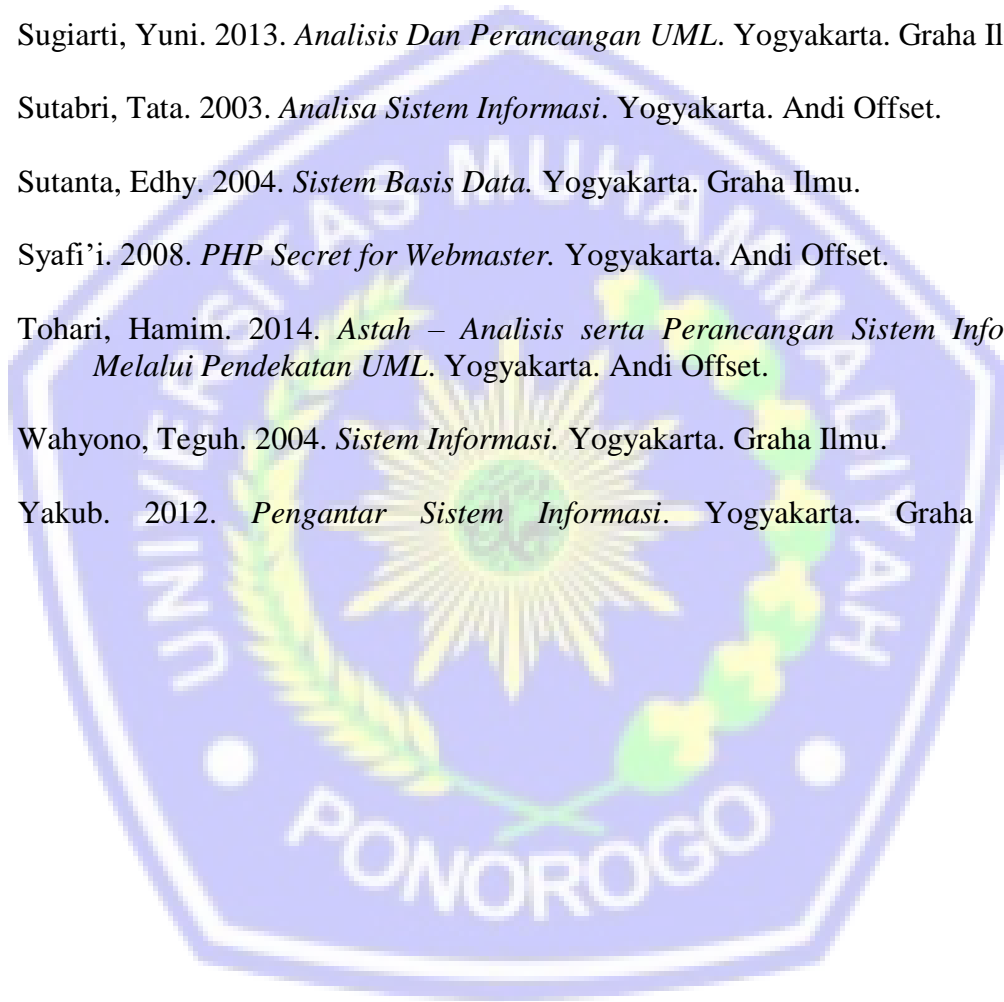 Sugiarti, Yuni. 2013. Analisis Dan Perancangan UML. Yogyakarta. Graha Il
Sutabri, Tata. 2003. Analisa Sistem Informasi. Yogyakarta. Andi Offset.
Sutanta, Edhy. 2004. Sistem Basis Data. Yogyakarta. Graha Ilmu.
Syafi’i. 2008. PHP Secret for Webmaster. Yogyakarta. Andi Offset.
Tohari, Hamim. 2014. Astah – Analisis serta Perancangan Sistem Info
Melalui Pendekatan UML. Yogyakarta. Andi Offset.
Wahyono, Teguh. 2004. Sistem Informasi. Yogyakarta. Graha Ilmu.
Yakub. 2012. Pengantar Sistem Informasi. Yogyakarta. Graha
UNIVERSITAS MUHAMMADIYAH
PONOROGO